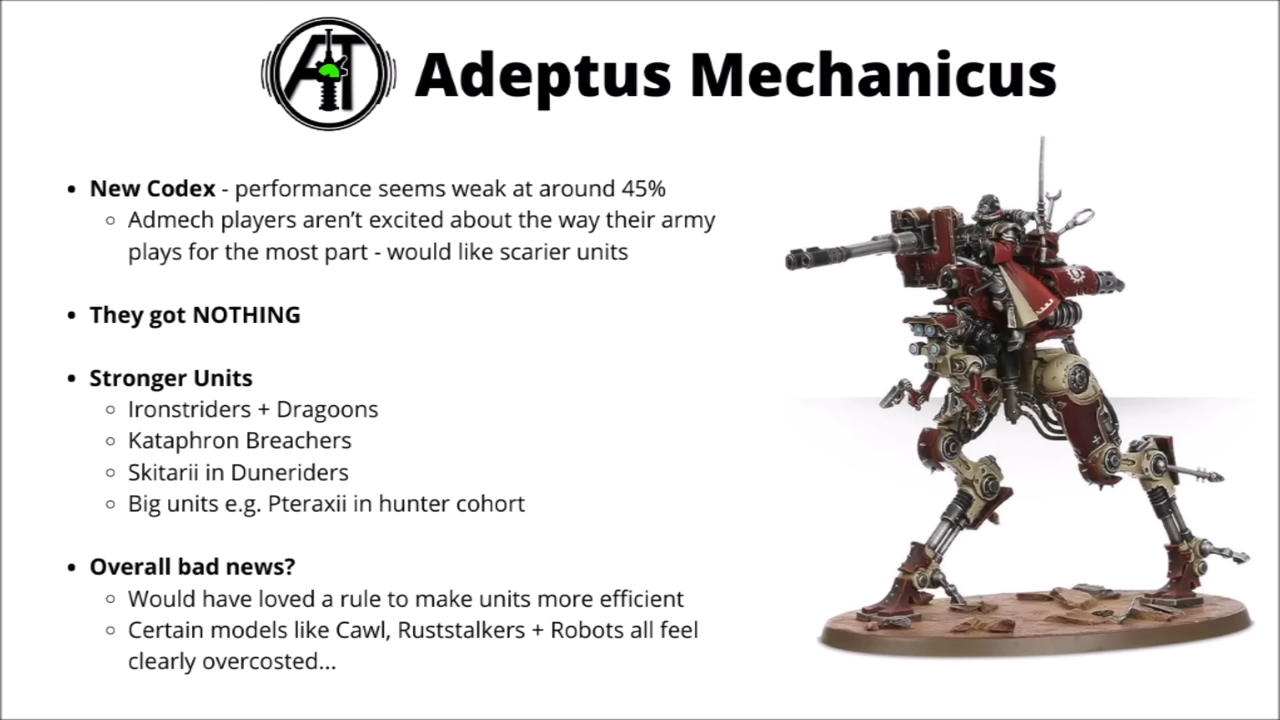 AT
Adeptus Mechanicus
• New Codex - performance seems weak at around 45%
○ Admech players aren’t excited about the way their army
plays for the most part - would like scarier units
• They got NOTHING
• Stronger Units
○ Ironstriders + Dragoons
○ Kataphron Breachers
○ Skitarii in Duneriders
○ Big units e.g. Pteraxii in hunter cohort
• Overall bad news?
○ Would have loved a rule to make units more efficient
○ Certain models like Cawl, Ruststalkers + Robots all feel
clearly overcosted...